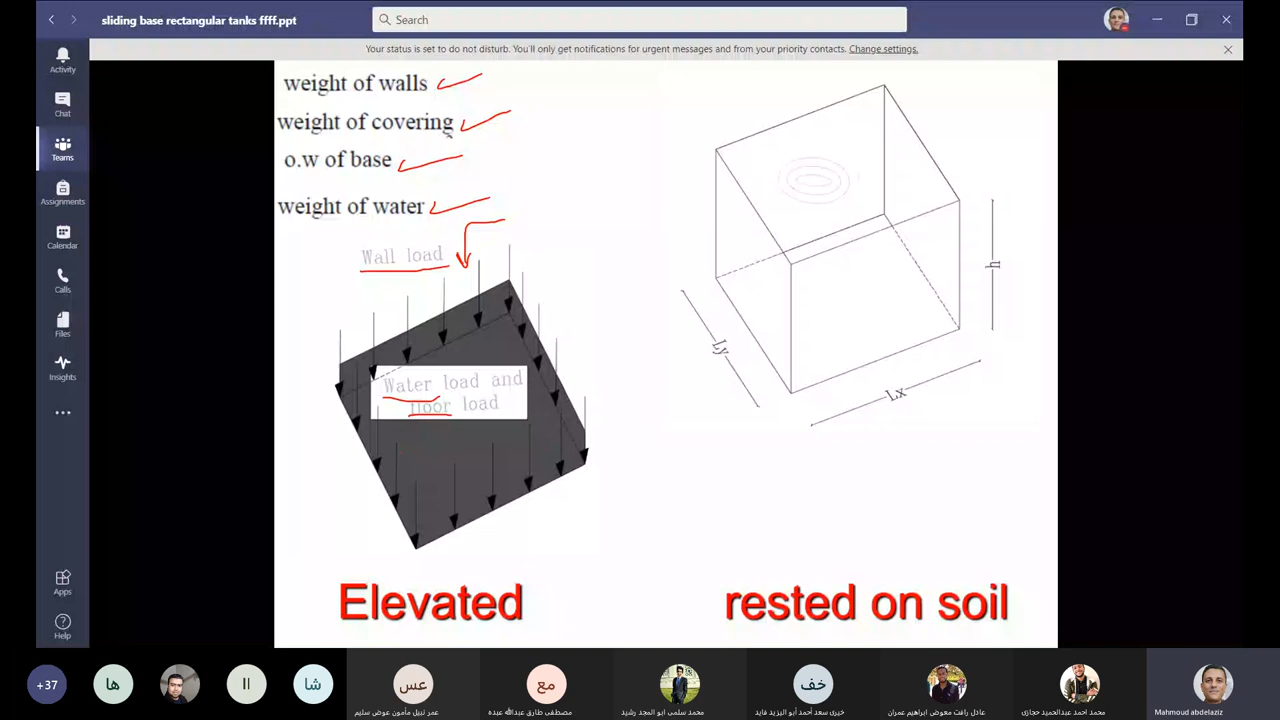 sliding base rectangular tanks ffff.ppt
Search
Your status is set to do not disturb. You'll only get notifications for urgent messages and from your priority contacts. Change settings.
Activity
Chat
Teams
Assignments
Calendar
Calls
Files
Insights
Apps
Help
weight of walls
weight of covering
o.w of base
weight of water
Wall load
Water load and
floor load
Elevated
h
Ly
Lx
rested on soil
+37
ها
اا
شا
عس
عمر نبيل مأمون عوض سليم
مع
مصطفى طارق عبدالله عبده
محمد سلمي ابو المجد رشيد
خف
خيرى سعد أحمد أبو اليزيد فايد
عادل رافت معوض ابراهيم عمران
محمد احمد عبدالحميد حجازى
Mahmoud abdelaziz